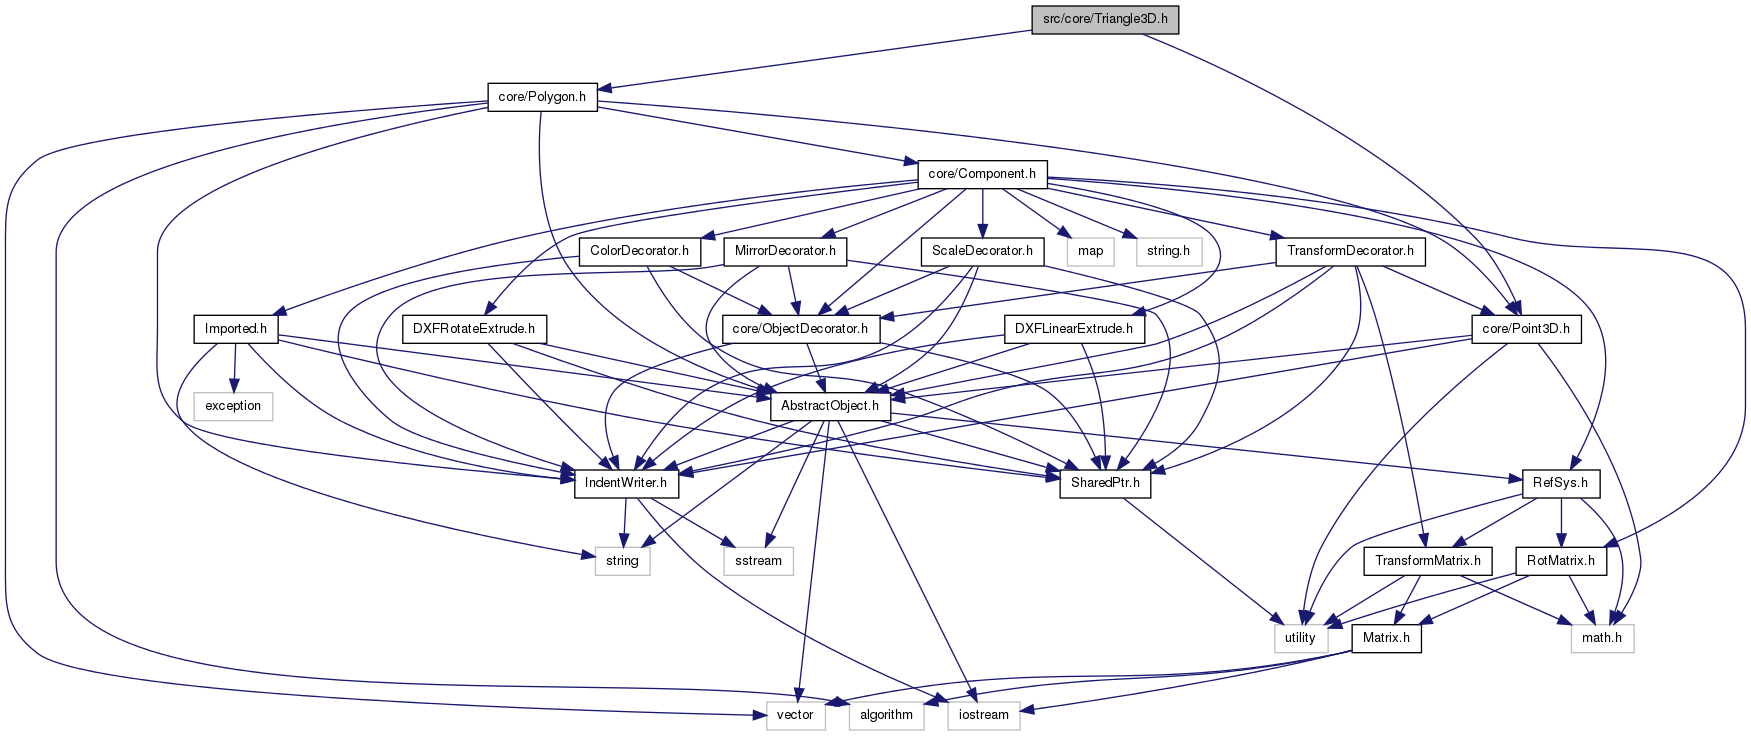 src/core/Triangle3D.h
core/Polygon.h
core/Component.h
ColorDecorator.h
MirrorDecorator.h
ScaleDecorator.h
map
string.h
TransformDecorator.h
Imported.h
DXFRotateExtrude.h
core/ObjectDecorator.h
DXFLinearExtrude.h
core/Point3D.h
exception
AbstractObject.h
IndentWriter.h
SharedPtr.h
RefSys.h
string
sstream
TransformMatrix.h
RotMatrix.h
utility
Matrix.h
math.h
vector
algorithm
iostream